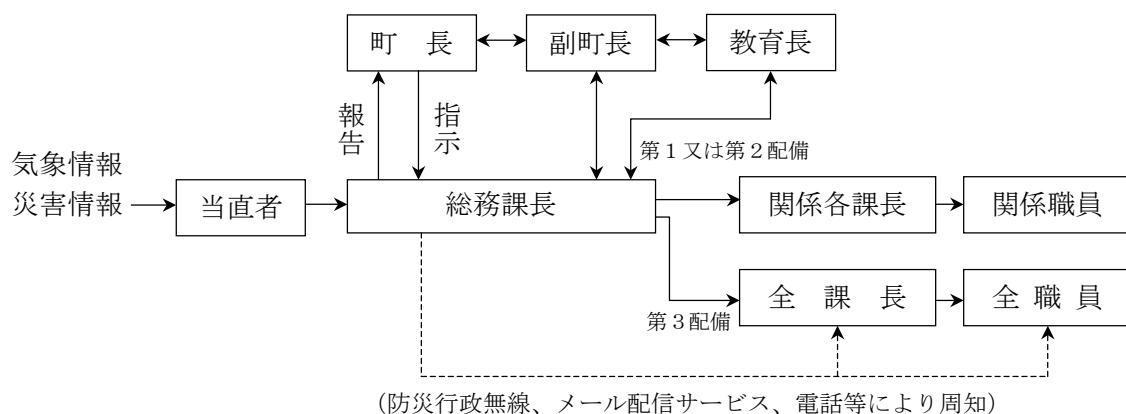 町 長
副町長
教育長
報告
指示
第1又は第2配備
気象情報
災害情報
当直者
総務課長
関係各課長
関係職員
全 課 長
全 職 員
第3配備
(防災行政無線、メール配信サービス、電話等により周知)